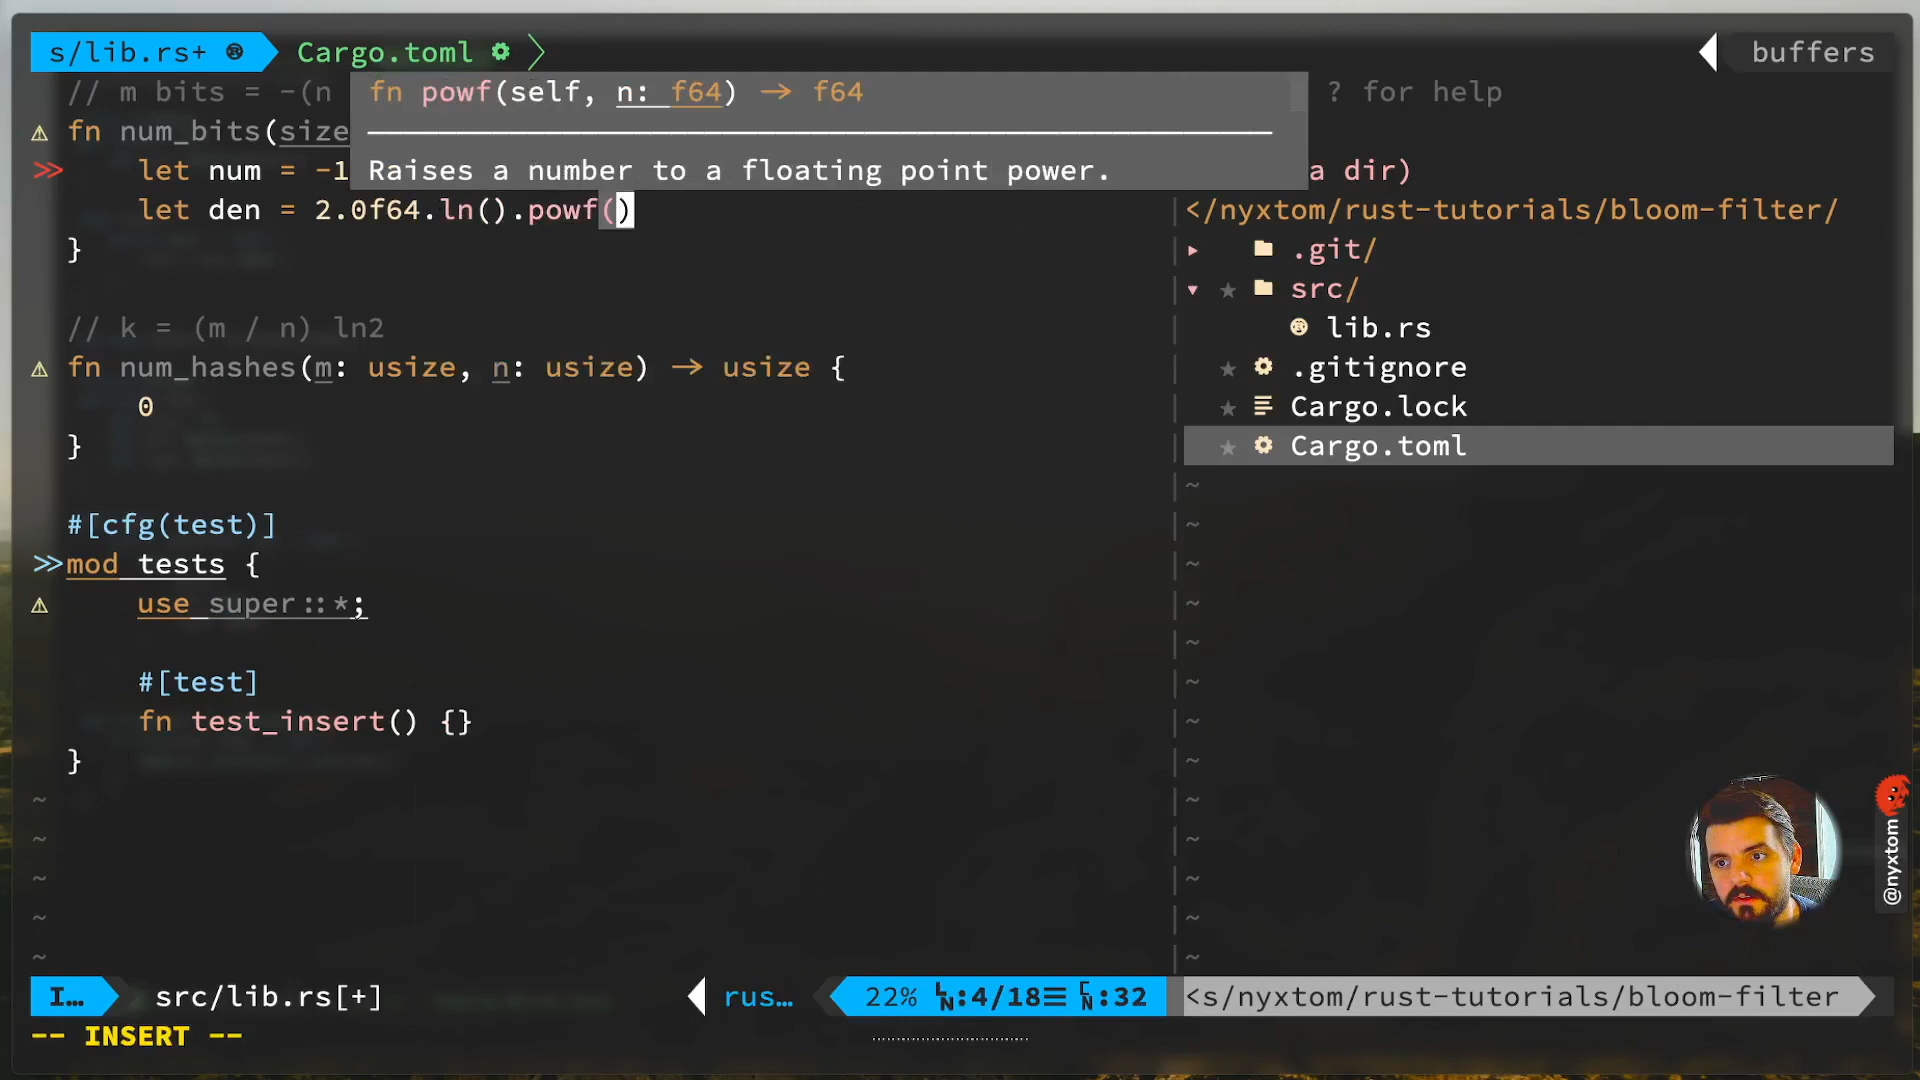 s/lib.rs+ Cargo.toml
buffers
// m bits = -(n
fn powf(self, n: f64) → f64
? for help
fn num_bits(size
let num = -1
Raises a number to a floating point power.
a dir)
let den = 2.0f64.ln().powf()
</nyxtom/rust-tutorials/bloom-filter/
}
.git/
src/
// k = (m / n) ln2
lib.rs
fn num_hashes(m: usize, n: usize) → usize {
.gitignore
0
Cargo.lock
}
Cargo.toml
#[cfg(test)]
mod tests {
use super::*;
#[test]
fn test_insert() {}
}
@nyxtom
I… src/lib.rs[+]
rus… 22% LN:4/18☰ CN:32
<s/nyxtom/rust-tutorials/bloom-filter
-- INSERT --